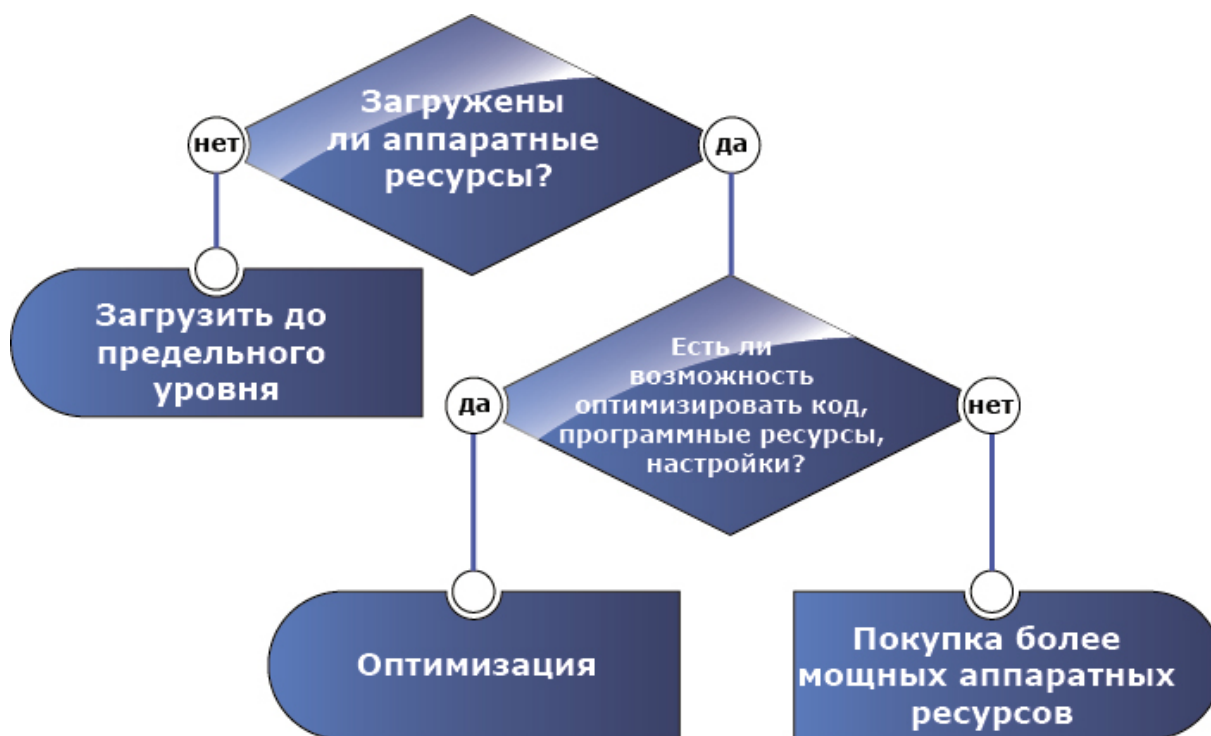 Загружены
ли аппаратные
ресурсы?
нет
да
Загрузить до
предельного
уровня
Есть ли
возможность
оптимизировать код,
программные ресурсы,
настройки?
да
нет
Оптимизация
Покупка более
мощных аппаратных
ресурсов